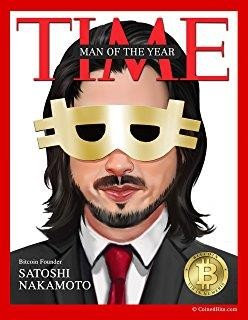 TIME
MAN OF THE YEAR
Bitcoin Founder
SATOSHI
NAKAMOTO
© CoinedBits.com